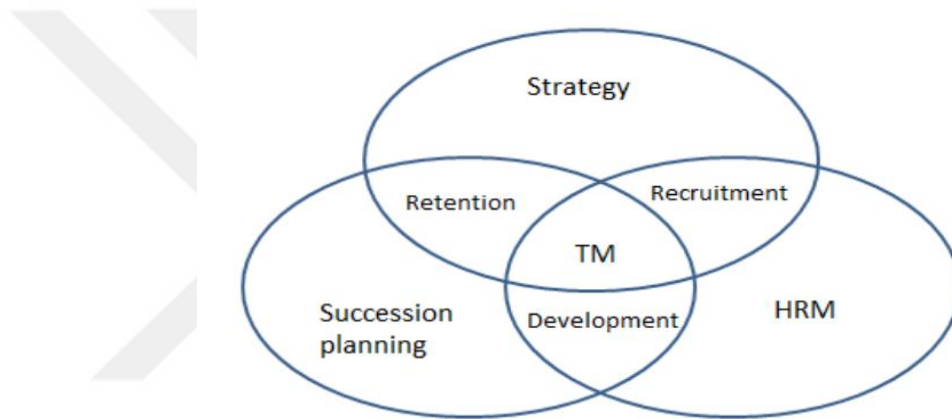 Strategy
Retention
Recruitment
TM
Succession
planning
Development
HRM